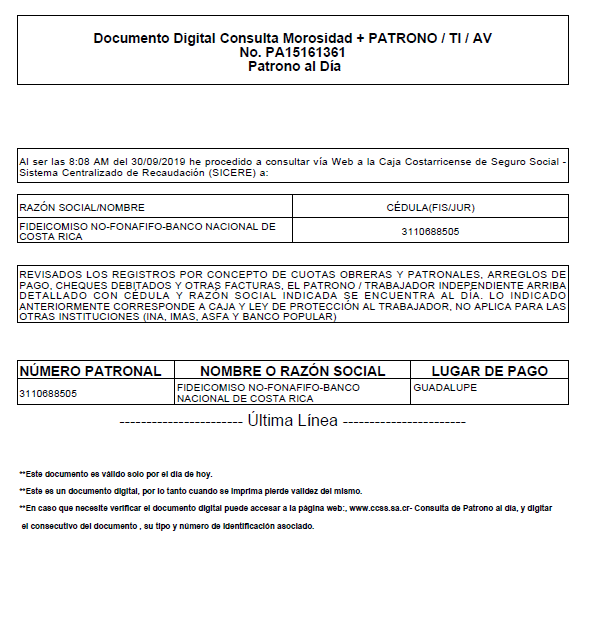 Documento Digital Consulta Morosidad + PATRONO / TI / AV
No. PA15161361
Patrono al Día
Al ser las 8:08 AM del 30/09/2019 he procedido a consultar vía Web a la Caja Costarricense de Seguro Social -
Sistema Centralizado de Recaudación (SICERE) a:
RAZÓN SOCIAL/NOMBRE CÉDULA(FIS/JUR)
FIDEICOMISO NO-FONAFIFO-BANCO NACIONAL DE
COSTA RICA
3110688505
REVISADOS LOS REGISTROS POR CONCEPTO DE CUOTAS OBRERAS Y PATRONALES, ARREGLOS DE
PAGO, CHEQUES DEBITADOS Y OTRAS FACTURAS, EL PATRONO / TRABAJADOR INDEPENDIENTE ARRIBA
DETALLADO CON CÉDULA Y RAZÓN SOCIAL INDICADA SE ENCUENTRA AL DÍA. LO INDICADO
ANTERIORMENTE CORRESPONDE A CAJA Y LEY DE PROTECCIÓN AL TRABAJADOR, NO APLICA PARA LAS
OTRAS INSTITUCIONES (INA, IMAS, ASFA Y BANCO POPULAR)
NÚMERO PATRONAL NOMBRE O RAZÓN SOCIAL LUGAR DE PAGO
3110688505
FIDEICOMISO NO-FONAFIFO-BANCO
NACIONAL DE COSTA RICA
GUADALUPE
----------------------- Última Línea -----------------------
**Este documento es válido solo por el día de hoy.
**Este es un documento digital, por lo tanto cuando se imprima pierde validez del mismo.
**En caso que necesite verificar el documento digital puede accesar a la página web:, www.ccss.sa.cr- Consulta de Patrono al día, y digitar
el consecutivo del documento , su tipo y número de identificación asociado.